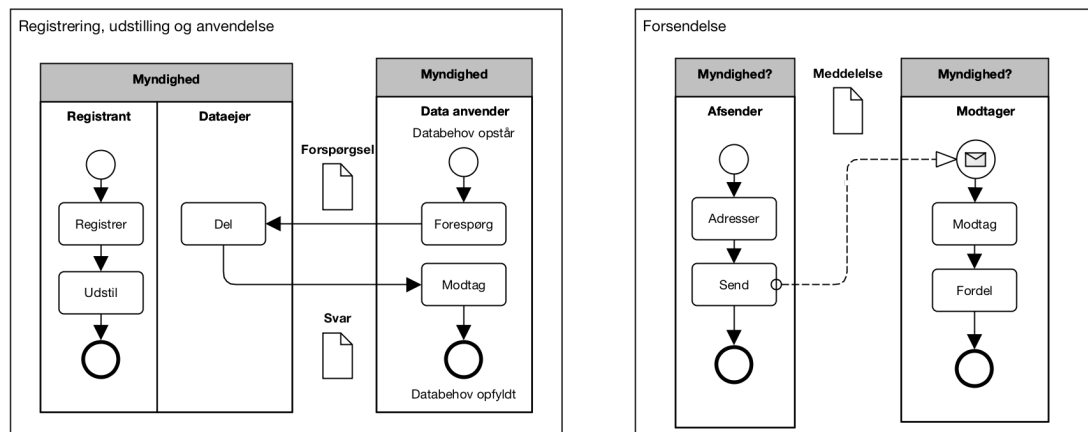 Registrering, udstilling og anvendelse
Myndighed
Registrant
Dataejer
Registrer
Udstil
Del
Forspørgsel
Svar
Myndighed
Data anvender
Databehov opstår
Forespørg
Modtag
Databehov opfyldt
Forsendelse
Myndighed?
Afsender
Adresser
Send
Meddelelse
Myndighed?
Modtager
Modtag
Fordel